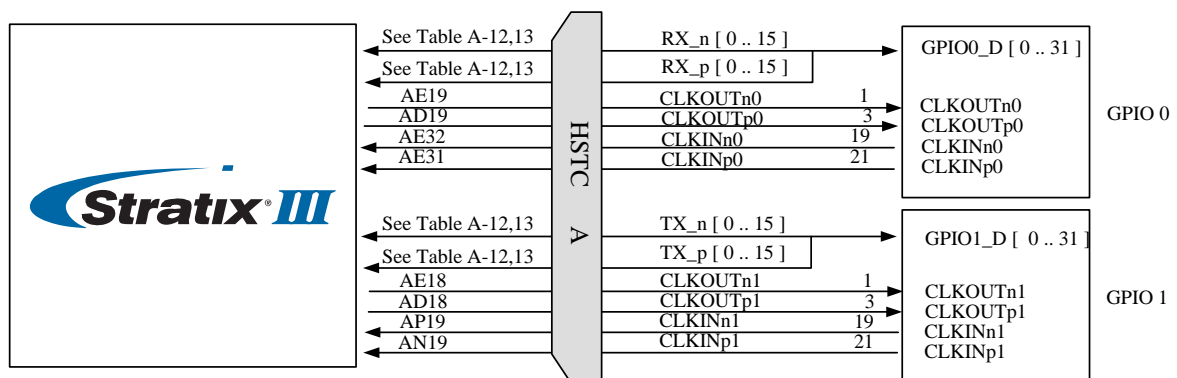 See Table A-12,13 RX_n [ 0 .. 15 ] GPIO0_D [ 0 .. 31 ]
See Table A-12,13 RX_p [ 0 .. 15 ]
AE19 CLKOUTn0 1 CLKOUTn0
AD19 CLKOUTp0 3 CLKOUTp0
AE32 CLKINn0 19 CLKINn0
AE31 CLKINp0 21 CLKINp0
GPIO 0
HSTC A
Stratix® III
See Table A-12,13 TX_n [ 0 .. 15 ] GPIO1_D [ 0 .. 31 ]
See Table A-12,13 TX_p [ 0 .. 15 ]
AE18 CLKOUTn1 1 CLKOUTn1
AD18 CLKOUTp1 3 CLKOUTp1
AP19 CLKINn1 19 CLKINn1
AN19 CLKINp1 21 CLKINp1
GPIO 1